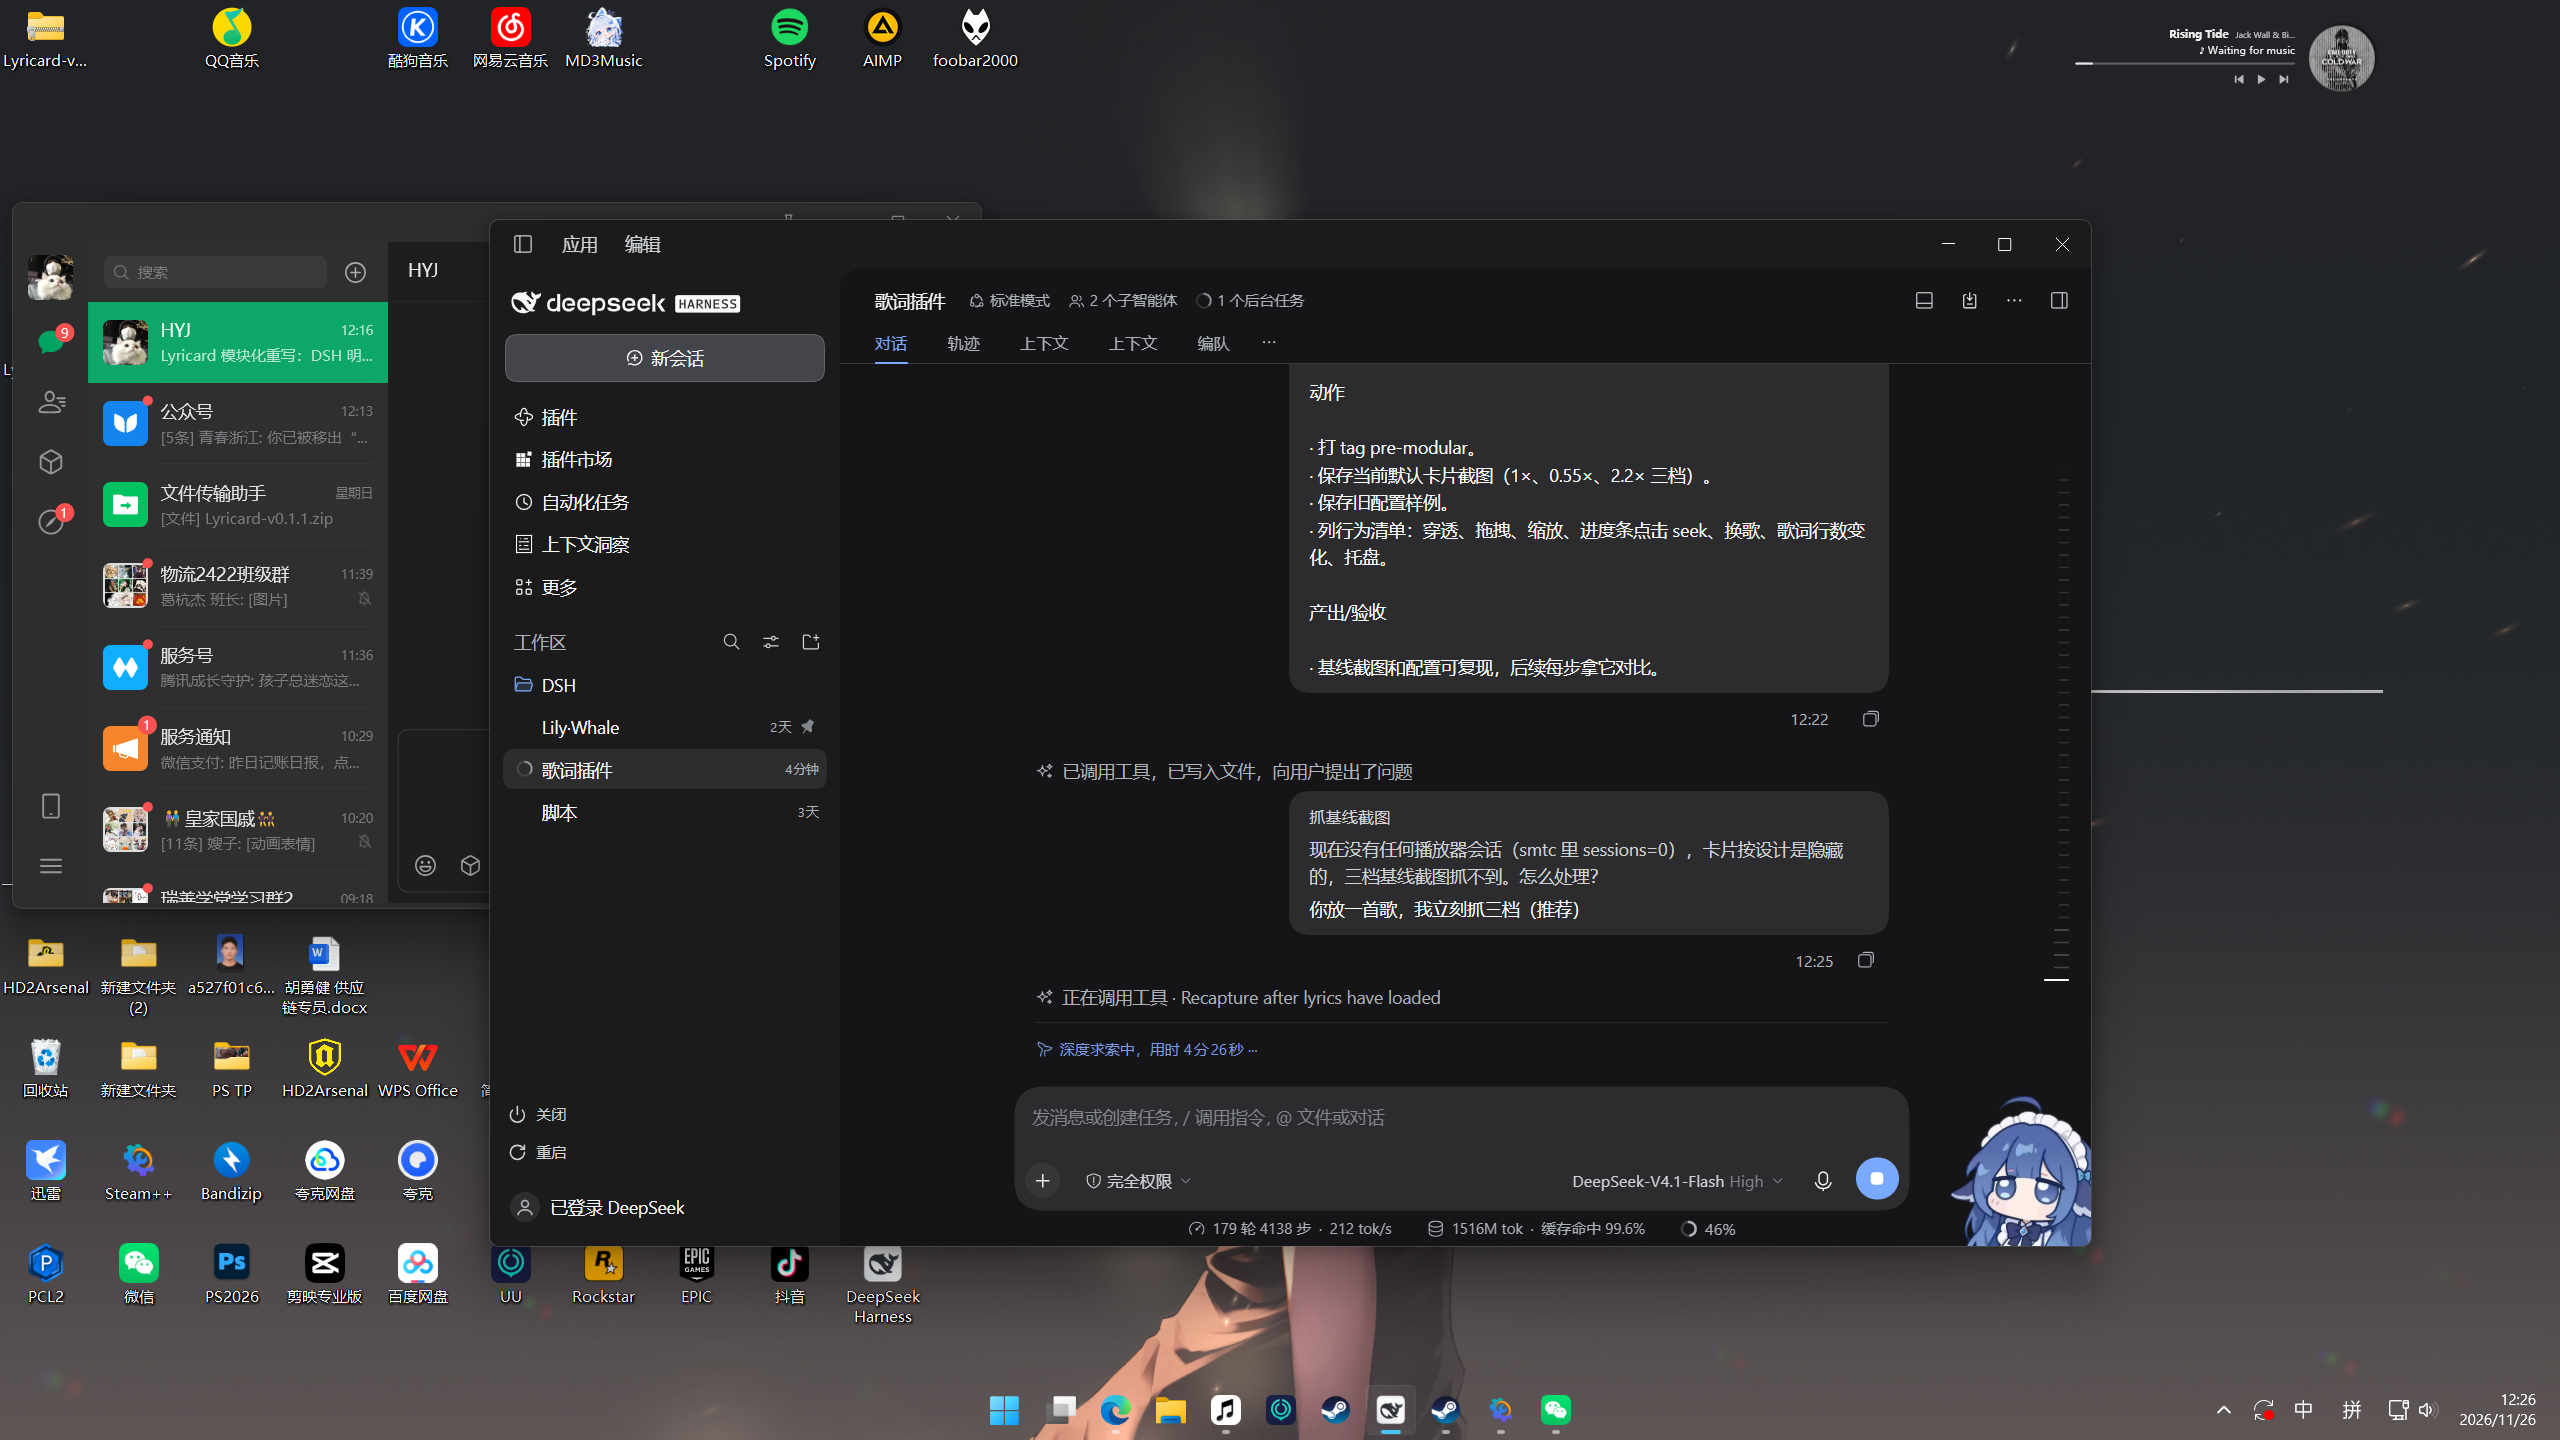 Lyricard-v...
QQ音乐
酷狗音乐
网易云音乐
MD3Music
Spotify
AIMP
foobar2000
Rising Tide Jack Wall & Bi...
♪ Waiting for music
CALL OF DUTY
COLD WAR
搜索
HYJ
9
HYJ 12:16
Lyricard 模块化重写：DSH 明...
公众号 12:13
[5条] 青春浙江: 你已被移出“...
文件传输助手 星期日
[文件] Lyricard-v0.1.1.zip
1
物流2422班级群 11:39
葛杭杰 班长: [图片]
服务号 11:36
腾讯成长守护: 孩子总迷恋这...
1
服务通知 10:29
微信支付: 昨日记账日报，点...
皇家国戚 10:20
[11条] 嫂子: [动画表情]
瑞善学堂学习群2 09:18
应用 编辑
deepseek HARNESS
新会话
插件
插件市场
自动化任务
上下文洞察
更多
工作区
DSH
Lily·Whale 2天
歌词插件 4分钟
脚本 3天
关闭
重启
已登录 DeepSeek
歌词插件 标准模式 2 个子智能体 1 个后台任务
对话 轨迹 上下文 上下文 编队 ...
动作
· 打 tag pre-modular。
· 保存当前默认卡片截图（1×、0.55×、2.2× 三档）。
· 保存旧配置样例。
· 列行为清单：穿透、拖拽、缩放、进度条点击 seek、换歌、歌词行数变
化、托盘。
产出/验收
· 基线截图和配置可复现，后续每步拿它对比。
12:22
已调用工具，已写入文件，向用户提出了问题
抓基线截图
现在没有任何播放器会话（smtc 里 sessions=0），卡片按设计是隐藏
的，三档基线截图抓不到。怎么处理？
你放一首歌，我立刻抓三档（推荐）
12:25
正在调用工具 · Recapture after lyrics have loaded
深度求索中，用时 4分26秒 ...
发消息或创建任务, / 调用指令, @ 文件或对话
完全权限
DeepSeek-V4.1-Flash High
179 轮 4138 步 · 212 tok/s 1516M tok · 缓存命中 99.6% 46%
HD2Arsenal
新建文件夹
(2)
a527f01c6...
胡勇健 供应
链专员.docx
回收站
新建文件夹
PS TP
HD2Arsenal
WPS Office
迅雷
Steam++
Bandizip
夸克网盘
夸克
PCL2
微信
PS2026
剪映专业版
百度网盘
UU
Rockstar
EPIC
GAMES
EPIC
抖音
DeepSeek
Harness
中
拼
12:26
2026/11/26